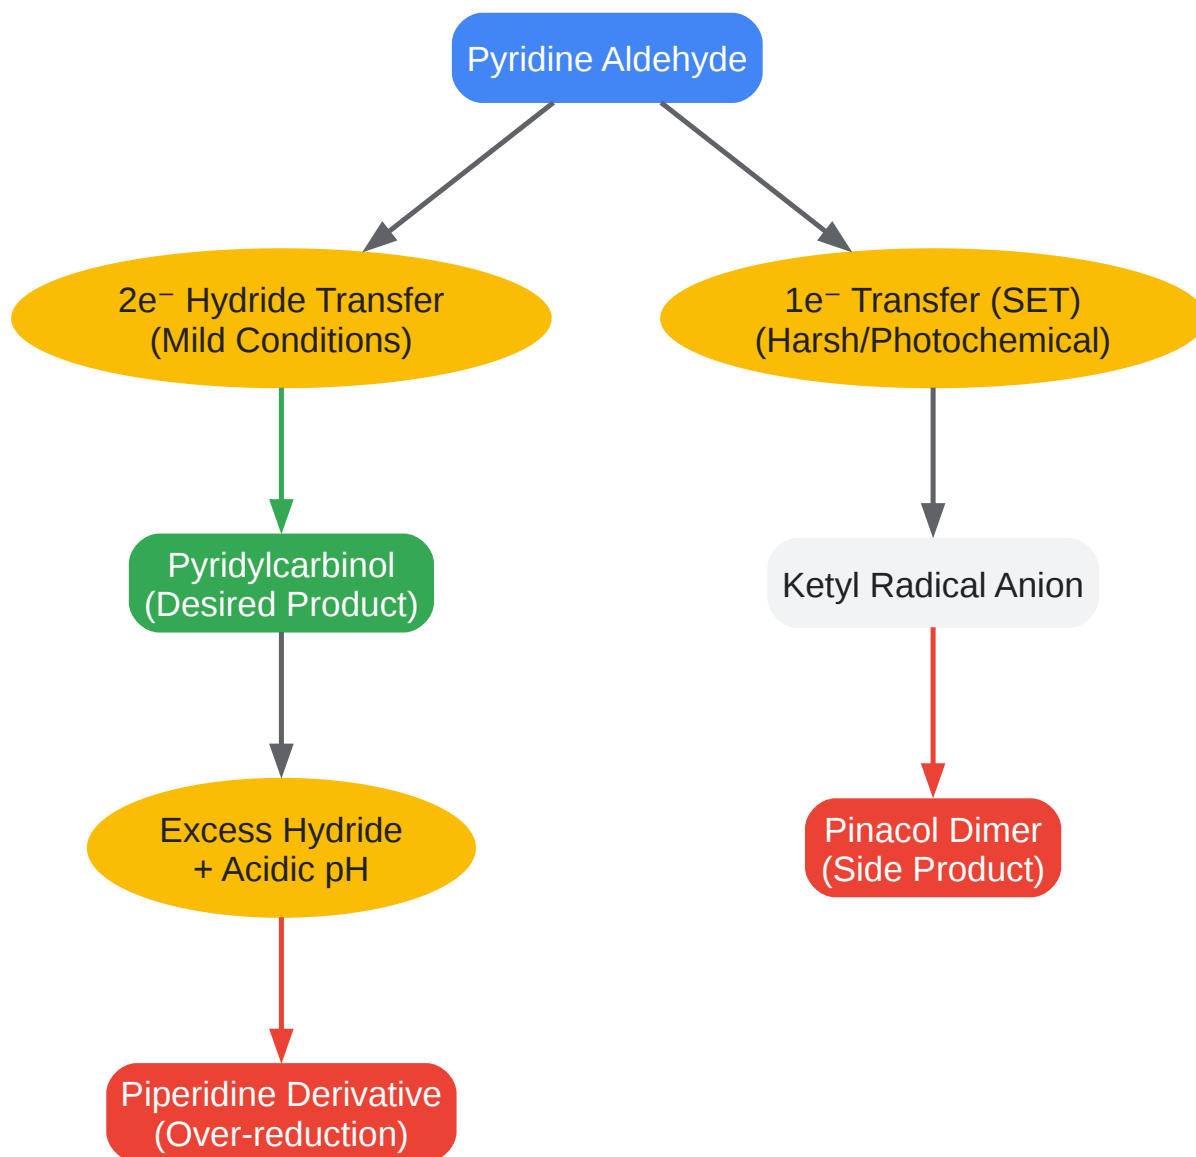 Pyridine Aldehyde
2e⁻ Hydride Transfer
(Mild Conditions)
1e⁻ Transfer (SET)
(Harsh/Photochemical)
Pyridylcarbinol
(Desired Product)
Ketyl Radical Anion
Excess Hydride
+ Acidic pH
Pinacol Dimer
(Side Product)
Piperidine Derivative
(Over-reduction)